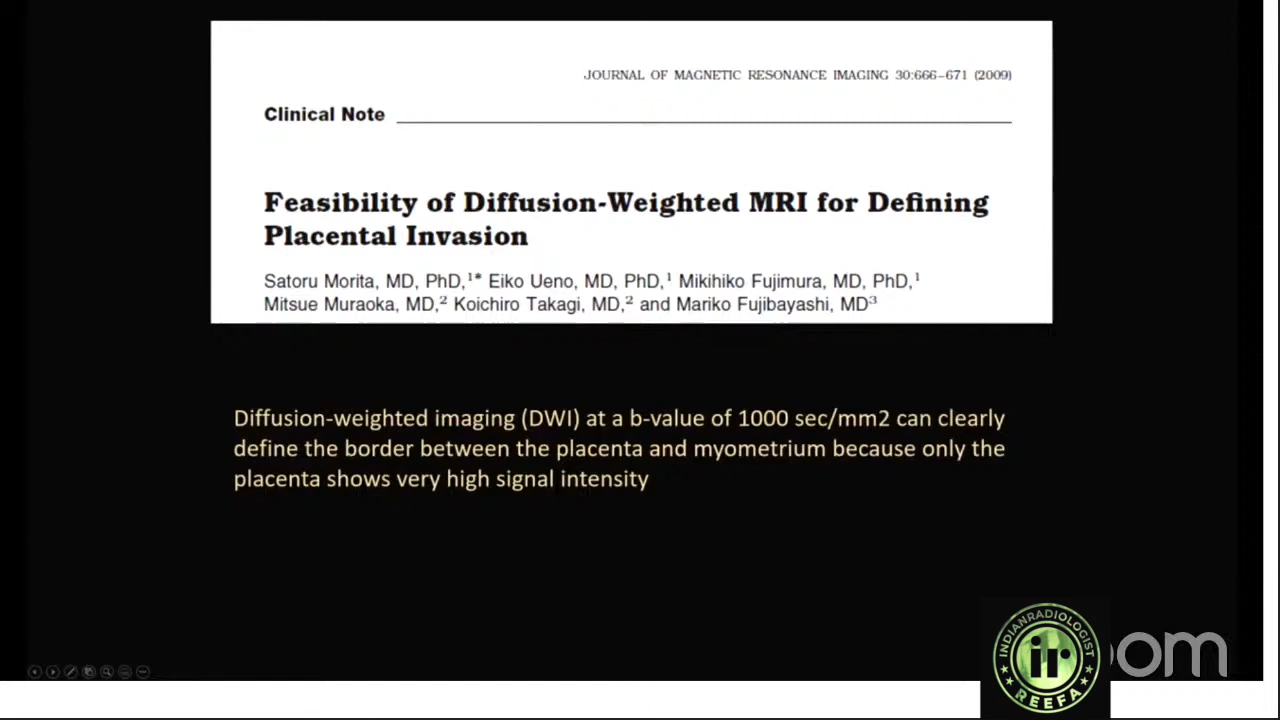 JOURNAL OF MAGNETIC RESONANCE IMAGING 30:666–671 (2009)
Clinical Note
Feasibility of Diffusion-Weighted MRI for Defining
Placental Invasion
Satoru Morita, MD, PhD,¹* Eiko Ueno, MD, PhD,¹ Mikihiko Fujimura, MD, PhD,¹
Mitsue Muraoka, MD,² Koichiro Takagi, MD,² and Mariko Fujibayashi, MD³
Diffusion-weighted imaging (DWI) at a b-value of 1000 sec/mm2 can clearly
define the border between the placenta and myometrium because only the
placenta shows very high signal intensity
INDIANRADIOLOGIST
ir
REEFA
oom